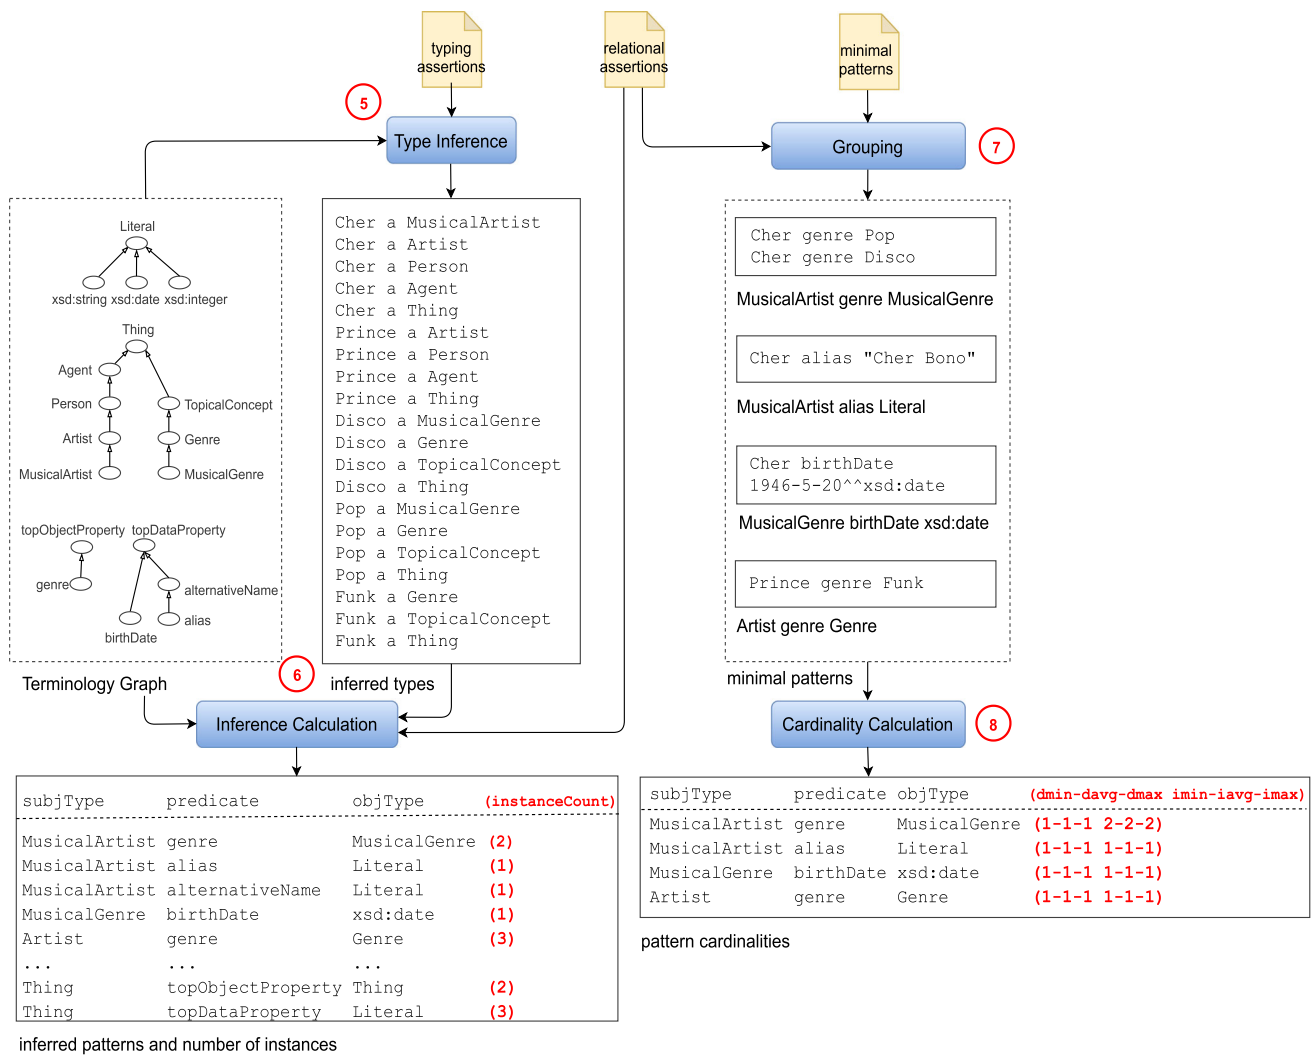 typing
assertions
relational
assertions
minimal
patterns
5
Type Inference
Grouping
7
Literal
xsd:string xsd:date xsd:integer
Thing
Agent
Person
TopicalConcept
Artist
Genre
MusicalArtist
MusicalGenre
topObjectProperty topDataProperty
genre
alternativeName
alias
birthDate
Terminology Graph
Cher a MusicalArtist
Cher a Artist
Cher a Person
Cher a Agent
Cher a Thing
Prince a Artist
Prince a Person
Prince a Agent
Prince a Thing
Disco a MusicalGenre
Disco a Genre
Disco a TopicalConcept
Disco a Thing
Pop a MusicalGenre
Pop a Genre
Pop a TopicalConcept
Pop a Thing
Funk a Genre
Funk a TopicalConcept
Funk a Thing
inferred types
Cher genre Pop
Cher genre Disco
MusicalArtist genre MusicalGenre
Cher alias "Cher Bono"
MusicalArtist alias Literal
Cher birthDate
1946-5-20^^xsd:date
MusicalGenre birthDate xsd:date
Prince genre Funk
Artist genre Genre
minimal patterns
6
Inference Calculation
Cardinality Calculation
8
subjType predicate objType (instanceCount)
MusicalArtist genre MusicalGenre (2)
MusicalArtist alias Literal (1)
MusicalArtist alternativeName Literal (1)
MusicalGenre birthDate xsd:date (1)
Artist genre Genre (3)
... ... ...
Thing topObjectProperty Thing (2)
Thing topDataProperty Literal (3)
inferred patterns and number of instances
subjType predicate objType (dmin-davg-dmax imin-iavg-imax)
MusicalArtist genre MusicalGenre (1-1-1 2-2-2)
MusicalArtist alias Literal (1-1-1 1-1-1)
MusicalGenre birthDate xsd:date (1-1-1 1-1-1)
Artist genre Genre (1-1-1 1-1-1)
pattern cardinalities